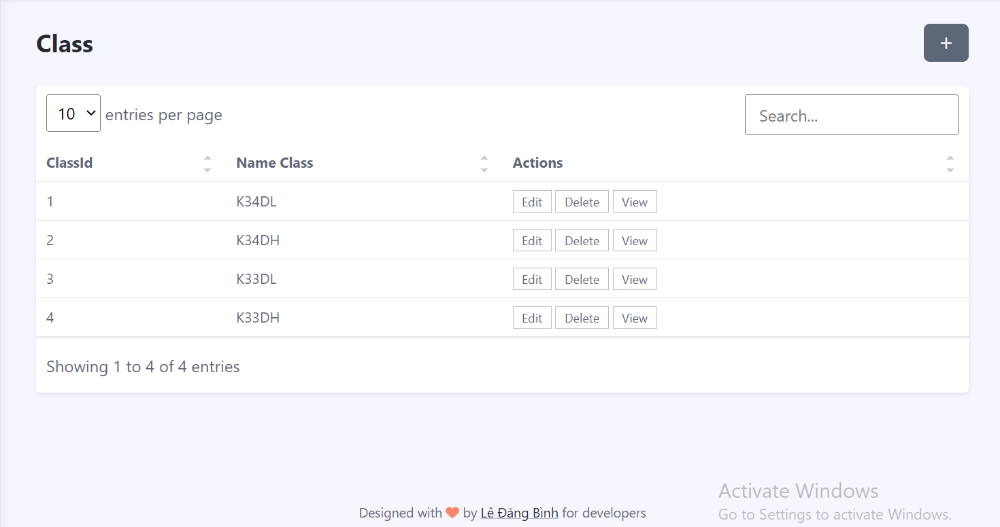 Class
+
10 entries per page
Search...
ClassId Name Class Actions
1 K34DL Edit Delete View
2 K34DH Edit Delete View
3 K33DL Edit Delete View
4 K33DH Edit Delete View
Showing 1 to 4 of 4 entries
Activate Windows
Designed with ❤ by Lê Đăng Bình for developers
Go to Settings to activate Windows.